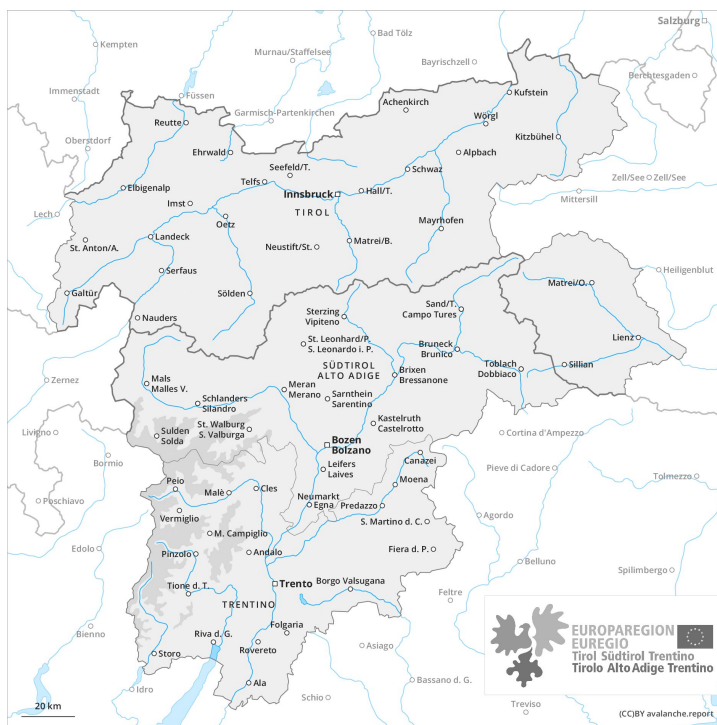 Salzburg
Kempten
Bad Tölz
Murnau/Staffelsee
Bayrischzell
Berchtesgaden
Immenstadt
Füssen
Kufstein
Garmisch-Partenkirchen
Achenkirch
Wörgl
Reutte
Kitzbühel
Oberstdorf
Ehrwald
Alpbach
Seefeld/T.
Schwaz
Zell/See
Zell/See
Telfs
Elbigenalp
Innsbruck
Hall/T.
Mittersill
Imst
TIROL
Lech
Oetz
Mayrhofen
Landeck
St. Anton/A.
Neustift/St.
Matrei/B.
Serfaus
Heiligenblut
Galtür
Sölden
Matrei/O.
Sand/T.
Campo Tures
Nauders
Sterzing
Vipiteno
Lienz
St. Leonhard/P.
S. Leonardo i. P.
Bruneck
Brunico
Sillian
SÜDTIROL
ALTO ADIGE
Toblach
Dobbiaco
Brixen
Bressanone
Zernez
Mals
Malles V.
Meran
Merano
Sarnthein
Sarentino
Schlanders
Silandro
Kastelruth
Castelrotto
St. Walburg
S. Valburga
Livigno
Sulden
Solda
Cortina d'Ampezzo
Bozen
Bolzano
Bormio
Canazei
Pieve di Cadore
Leifers
Laives
Tolmezzo
Peio
Moena
Poschiavo
Malè
Cles
Neumarkt
Egna
Predazzo
Vermiglio
Agordo
S. Martino d. C.
M. Campiglio
Edolo
Pinzolo
Andalo
Fiera d. P.
Belluno
Spilimbergo
Tione d. T.
Trento
Borgo Valsugana
Feltre
TRENTINO
Folgaria
Bienno
Riva d. G.
Rovereto
Asiago
Storo
Idro
Ala
Bassano d. G.
Schio
Treviso
EUROPAREGION
EUREGIO
Tirol Südtirol Trentino
Tirolo Alto Adige Trentino
20 km
(CC)BY avalanche.report